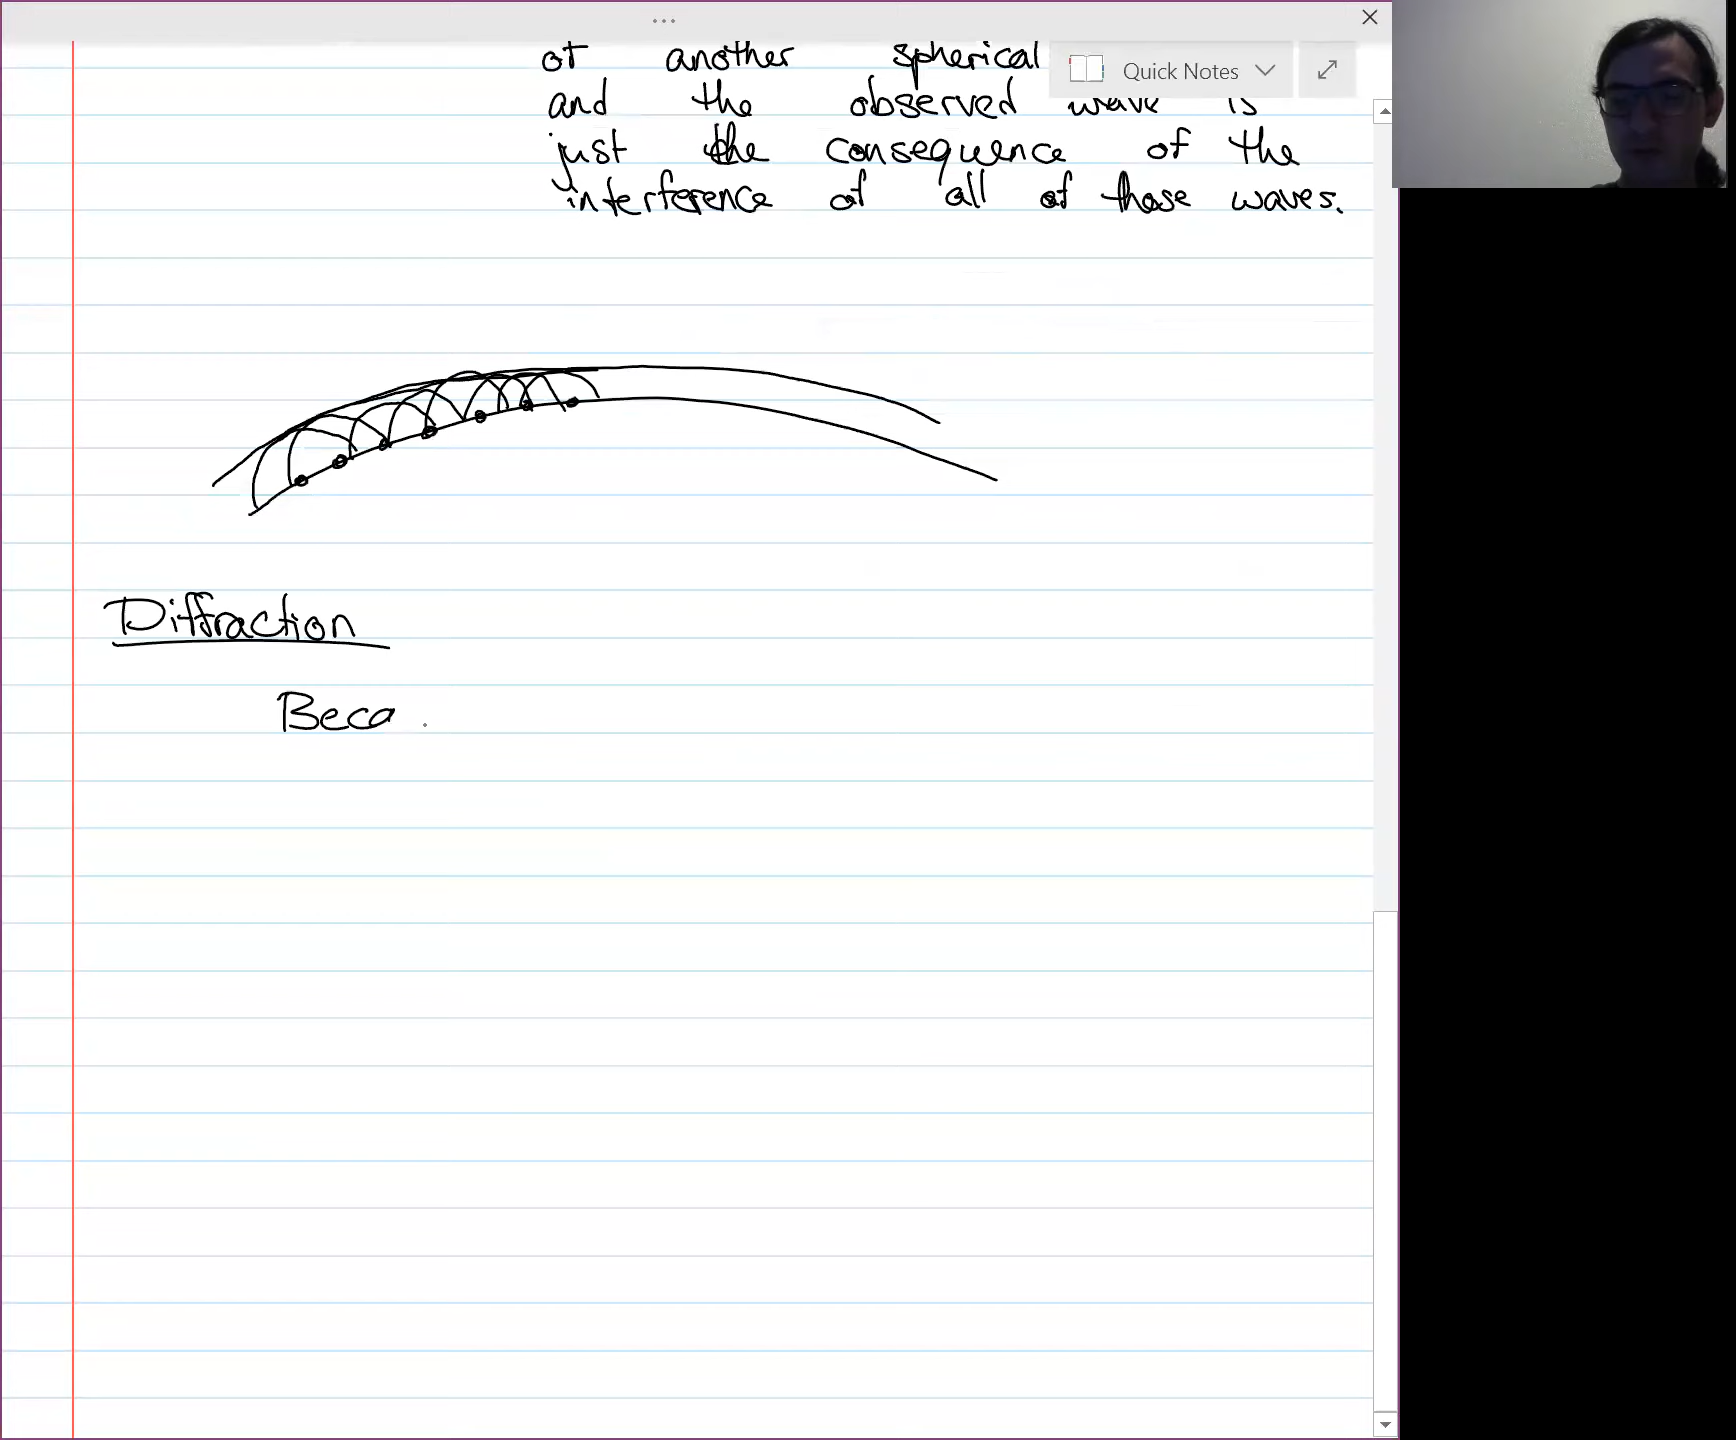 of another spherical
Quick Notes
and the observed wave is
just the consequence of the
interference of all of those waves.
Diffraction
Beca